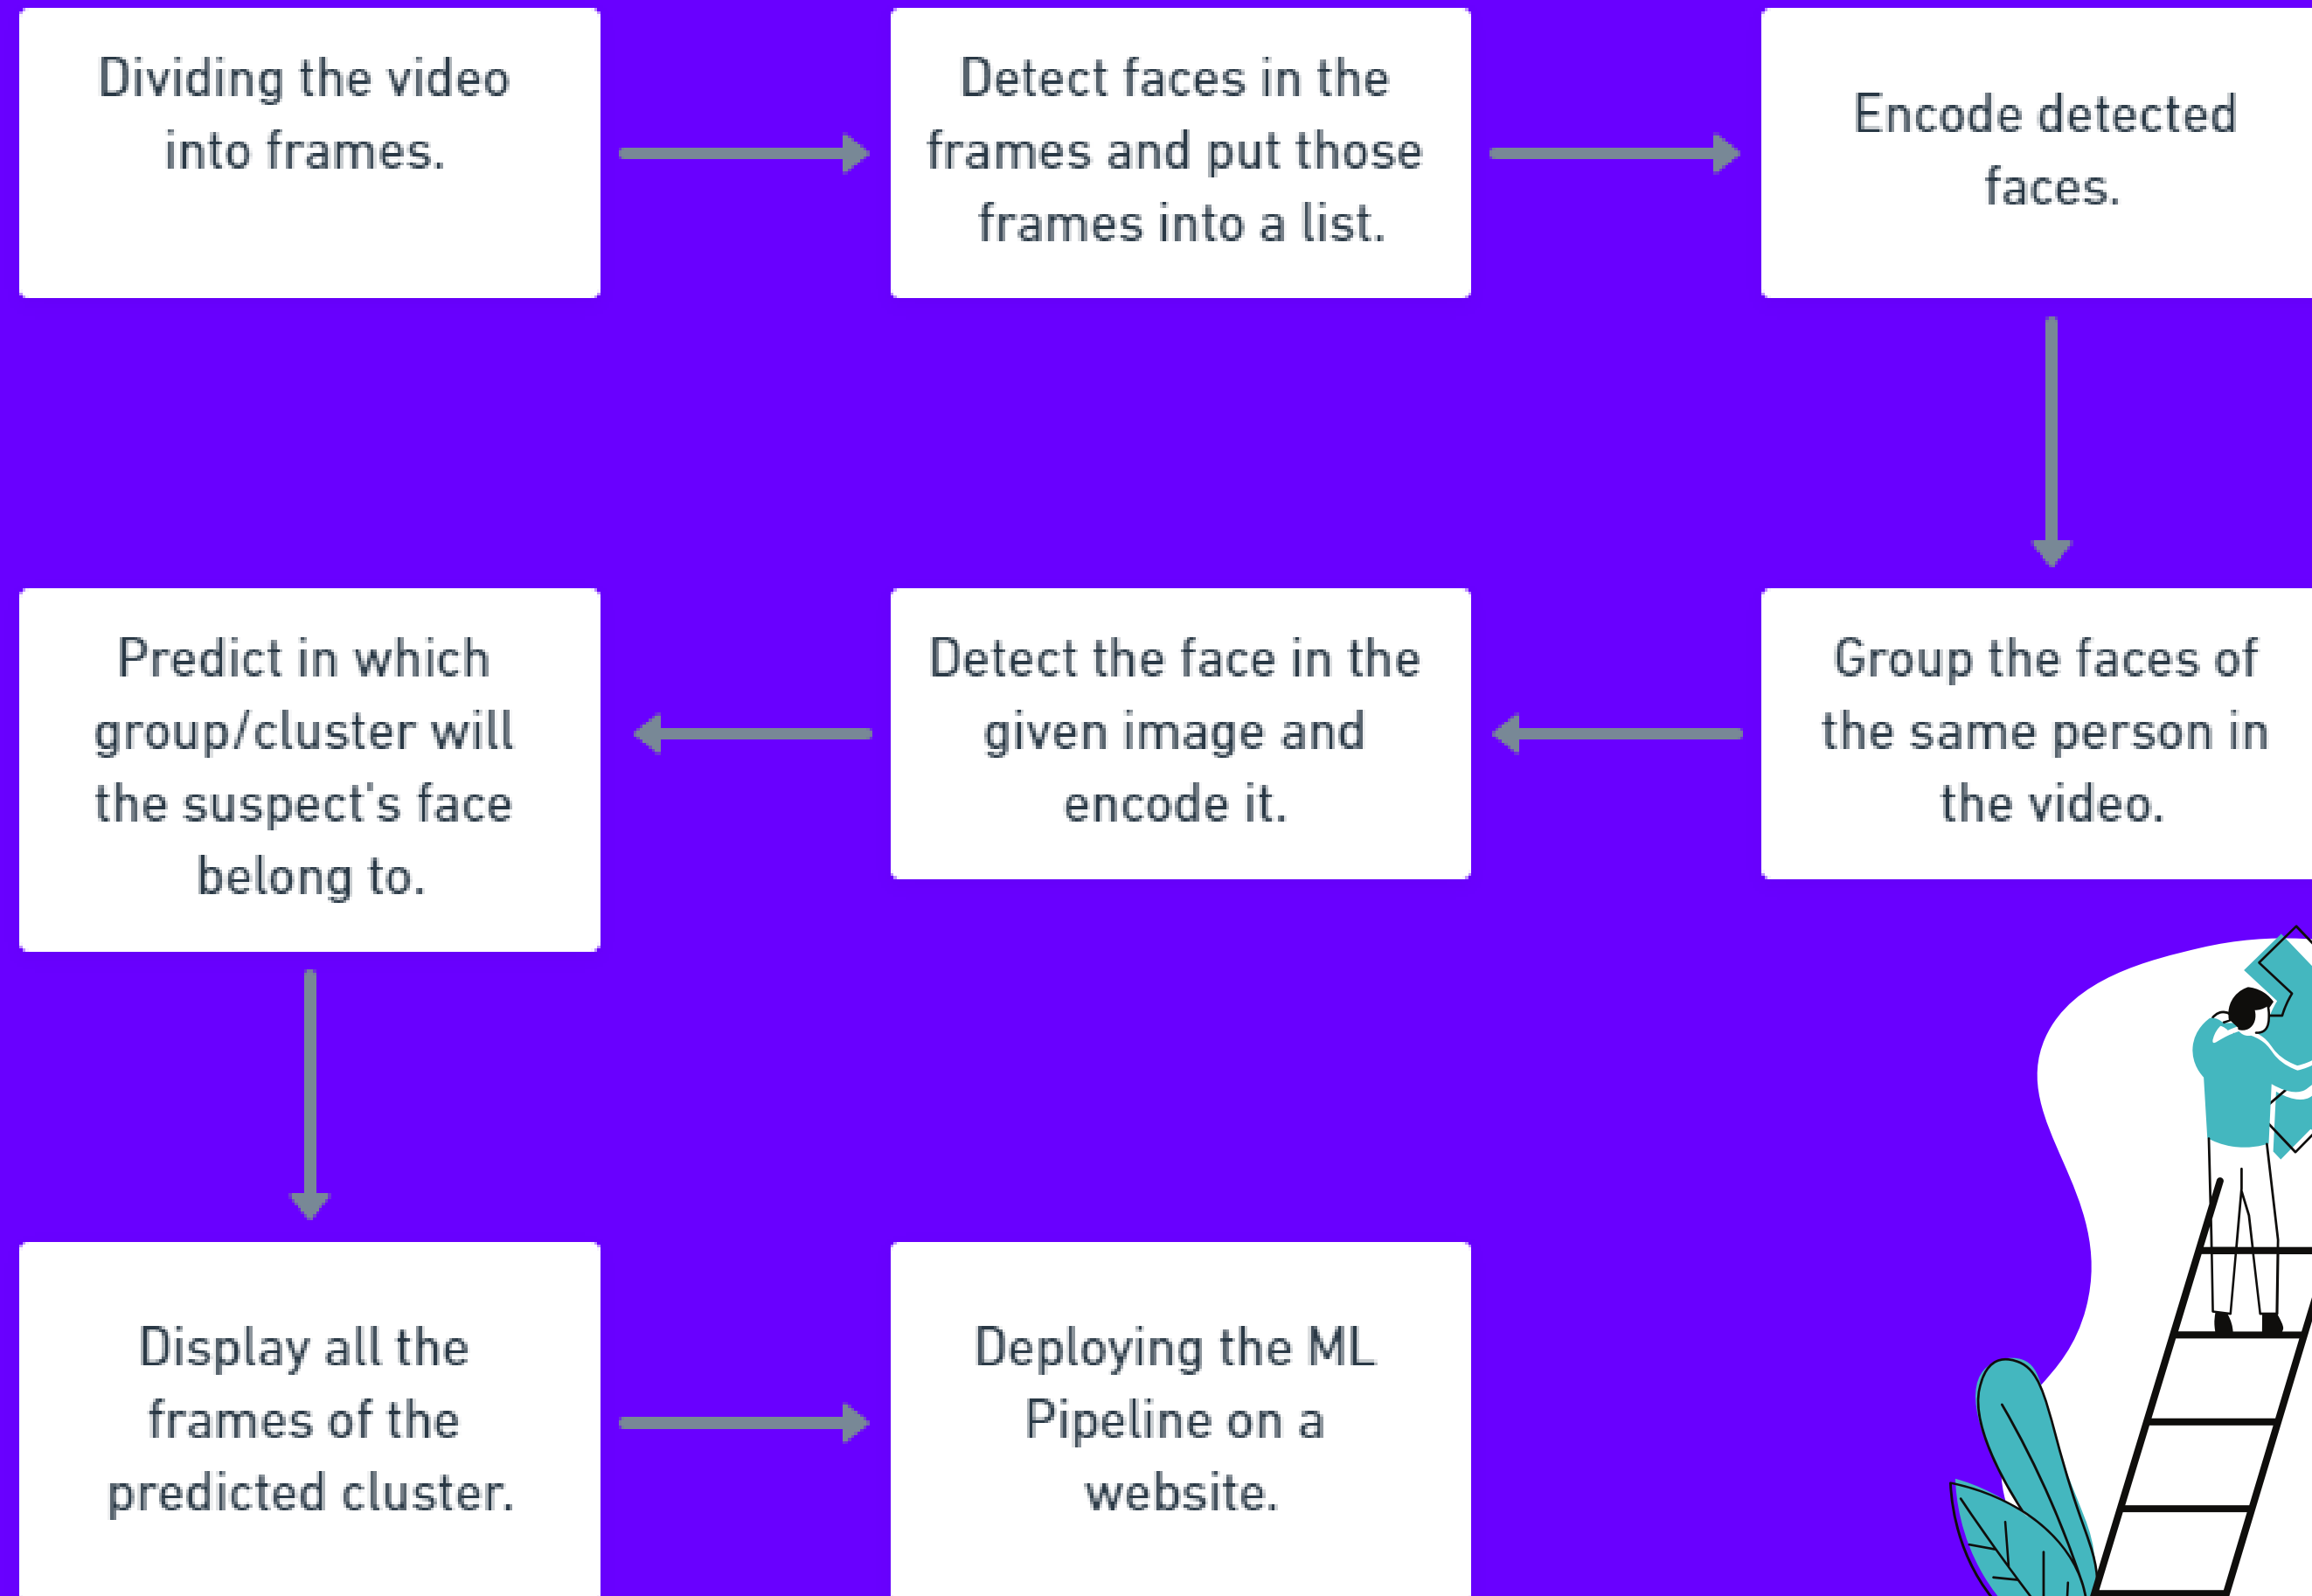 Dividing the video
into frames.
Detect faces in the
frames and put those
frames into a list.
Encode detected
faces.
Group the faces of
the same person in
the video.
Detect the face in the
given image and
encode it.
Predict in which
group/cluster will
the suspect's face
belong to.
Display all the
frames of the
predicted cluster.
Deploying the ML
Pipeline on a
website.